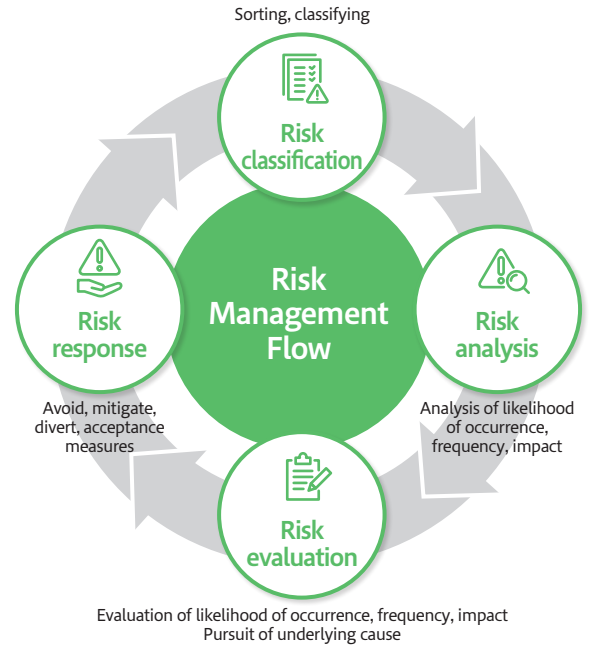 Sorting, classifying
Risk
classification
Risk
Management
Flow
Risk
analysis
Analysis of likelihood
of occurrence,
frequency, impact
Risk
evaluation
Evaluation of likelihood of occurrence, frequency, impact
Pursuit of underlying cause
Risk
response
Avoid, mitigate,
divert, acceptance
measures